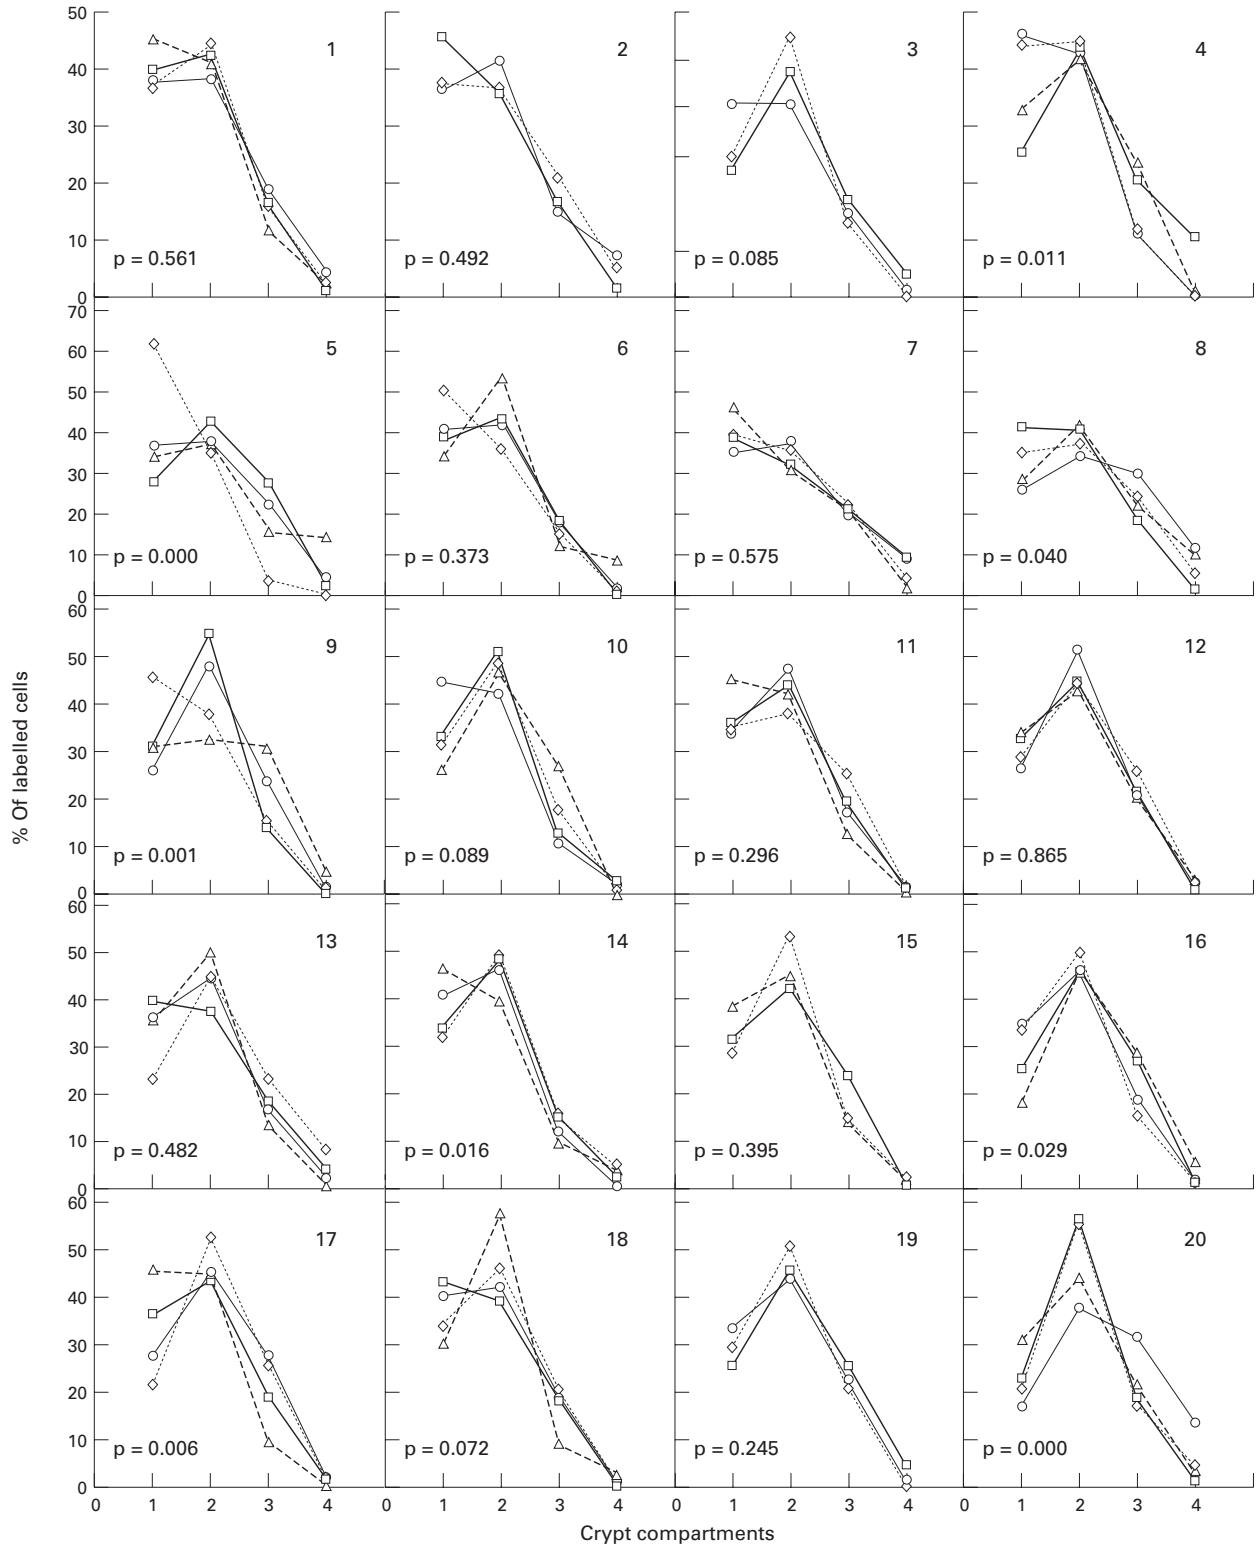 50
40
30
20
10
0
1
2
3
4
p = 0.561
p = 0.492
p = 0.085
p = 0.011
70
60
50
40
30
20
10
0
5
6
7
8
p = 0.000
p = 0.373
p = 0.575
p = 0.040
60
50
40
30
20
10
0
9
10
11
12
p = 0.001
p = 0.089
p = 0.296
p = 0.865
60
50
40
30
20
10
0
13
14
15
16
p = 0.482
p = 0.016
p = 0.395
p = 0.029
60
50
40
30
20
10
0
17
18
19
20
p = 0.006
p = 0.072
p = 0.245
p = 0.000
0 1 2 3 4 0 1 2 3 4 0 1 2 3 4 0 1 2 3 4
Crypt compartments
% Of labelled cells